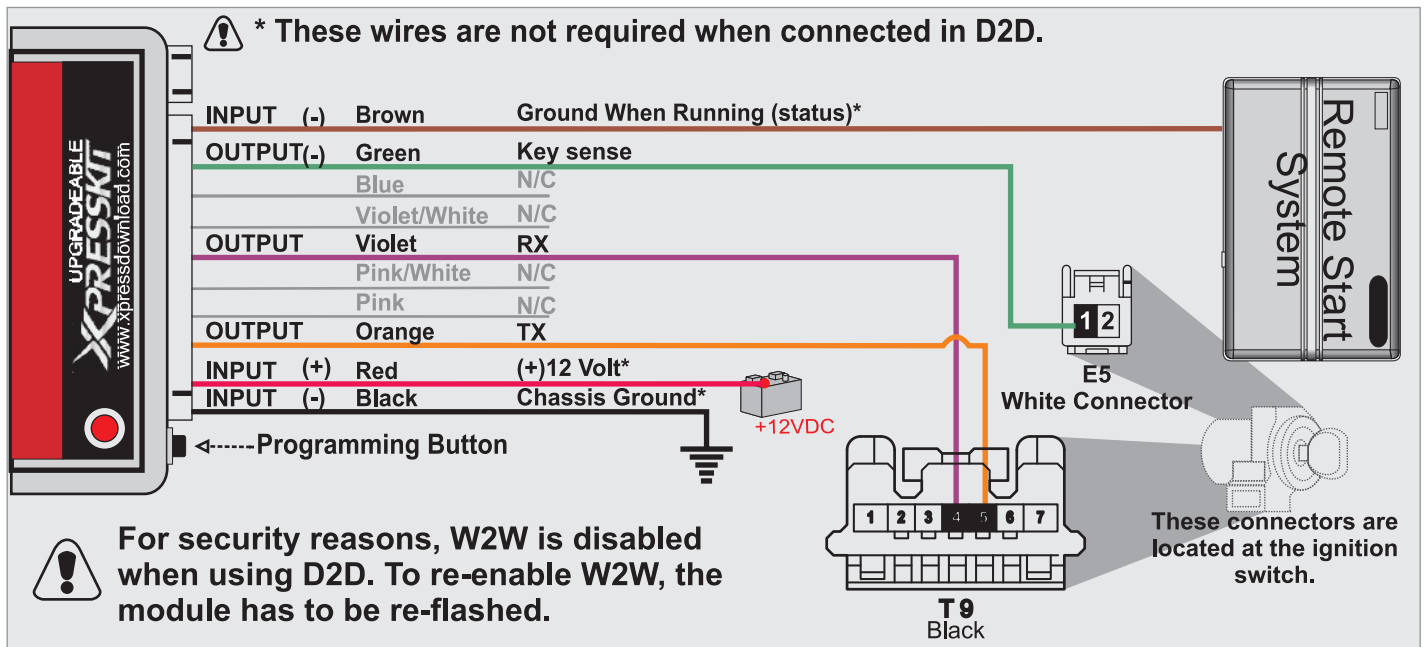 * These wires are not required when connected in D2D.
UPGRADEABLE
XPRESSKIT
www.xpressdownload.com
INPUT (-) Brown Ground When Running (status)*
OUTPUT(-) Green Key sense
Blue N/C
Violet/White N/C
OUTPUT Violet RX
Pink/White N/C
Pink N/C
OUTPUT Orange TX
INPUT (+) Red (+)12 Volt*
INPUT (-) Black Chassis Ground*
Programming Button
+12VDC
Remote Start
System
1 2
E5
White Connector
1 2 3 4 5 6 7
T9
Black
These connectors are
located at the ignition
switch.
For security reasons, W2W is disabled
when using D2D. To re-enable W2W, the
module has to be re-flashed.